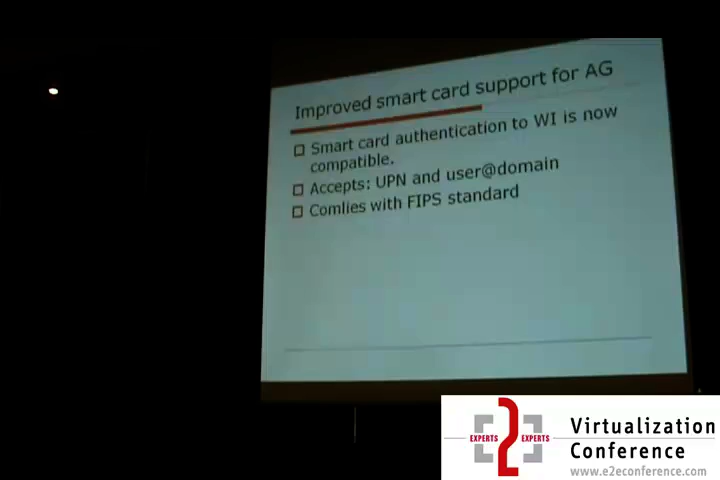 Improved smart card support for AG
Smart card authentication to WI is now
compatible.
Accepts: UPN and user@domain
Comlies with FIPS standard
EXPERTS 2 EXPERTS
Virtualization
Conference
www.e2econference.com